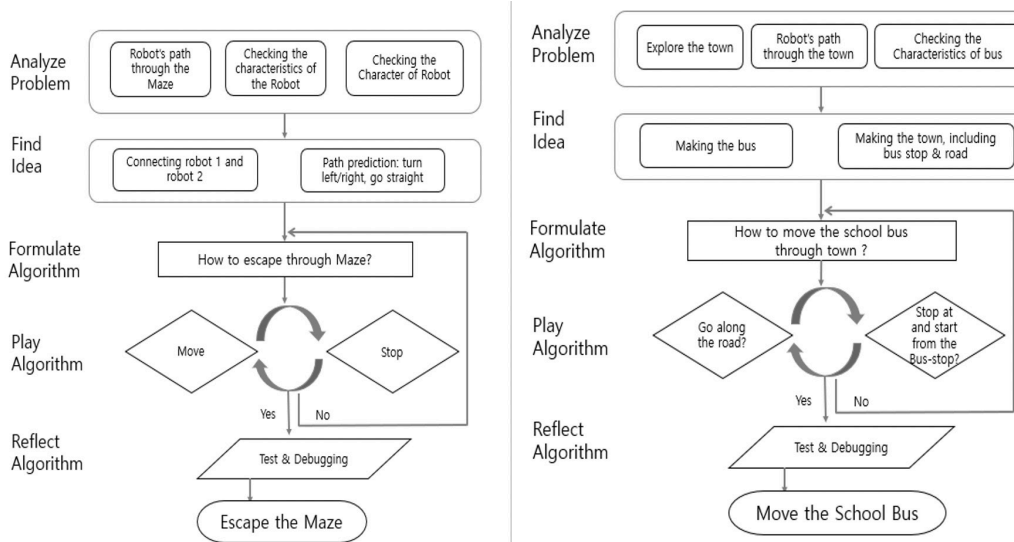 Analyze
Problem
Robot's path
through the
Maze
Checking the
characteristics of
the Robot
Checking the
Character of Robot
Find
Idea
Connecting robot 1 and
robot 2
Path prediction: turn
left/right, go straight
Formulate
Algorithm
How to escape through Maze?
Play
Algorithm
Move
Stop
Yes
No
Reflect
Algorithm
Test & Debugging
Escape the Maze
Analyze
Problem
Explore the town
Robot's path
through the town
Checking the
Characteristics of bus
Find
Idea
Making the bus
Making the town, including
bus stop & road
Formulate
Algorithm
How to move the school bus
through town ?
Play
Algorithm
Go along
the road?
Stop at
and start
from the
Bus-stop?
Yes
No
Reflect
Algorithm
Test & Debugging
Move the School Bus